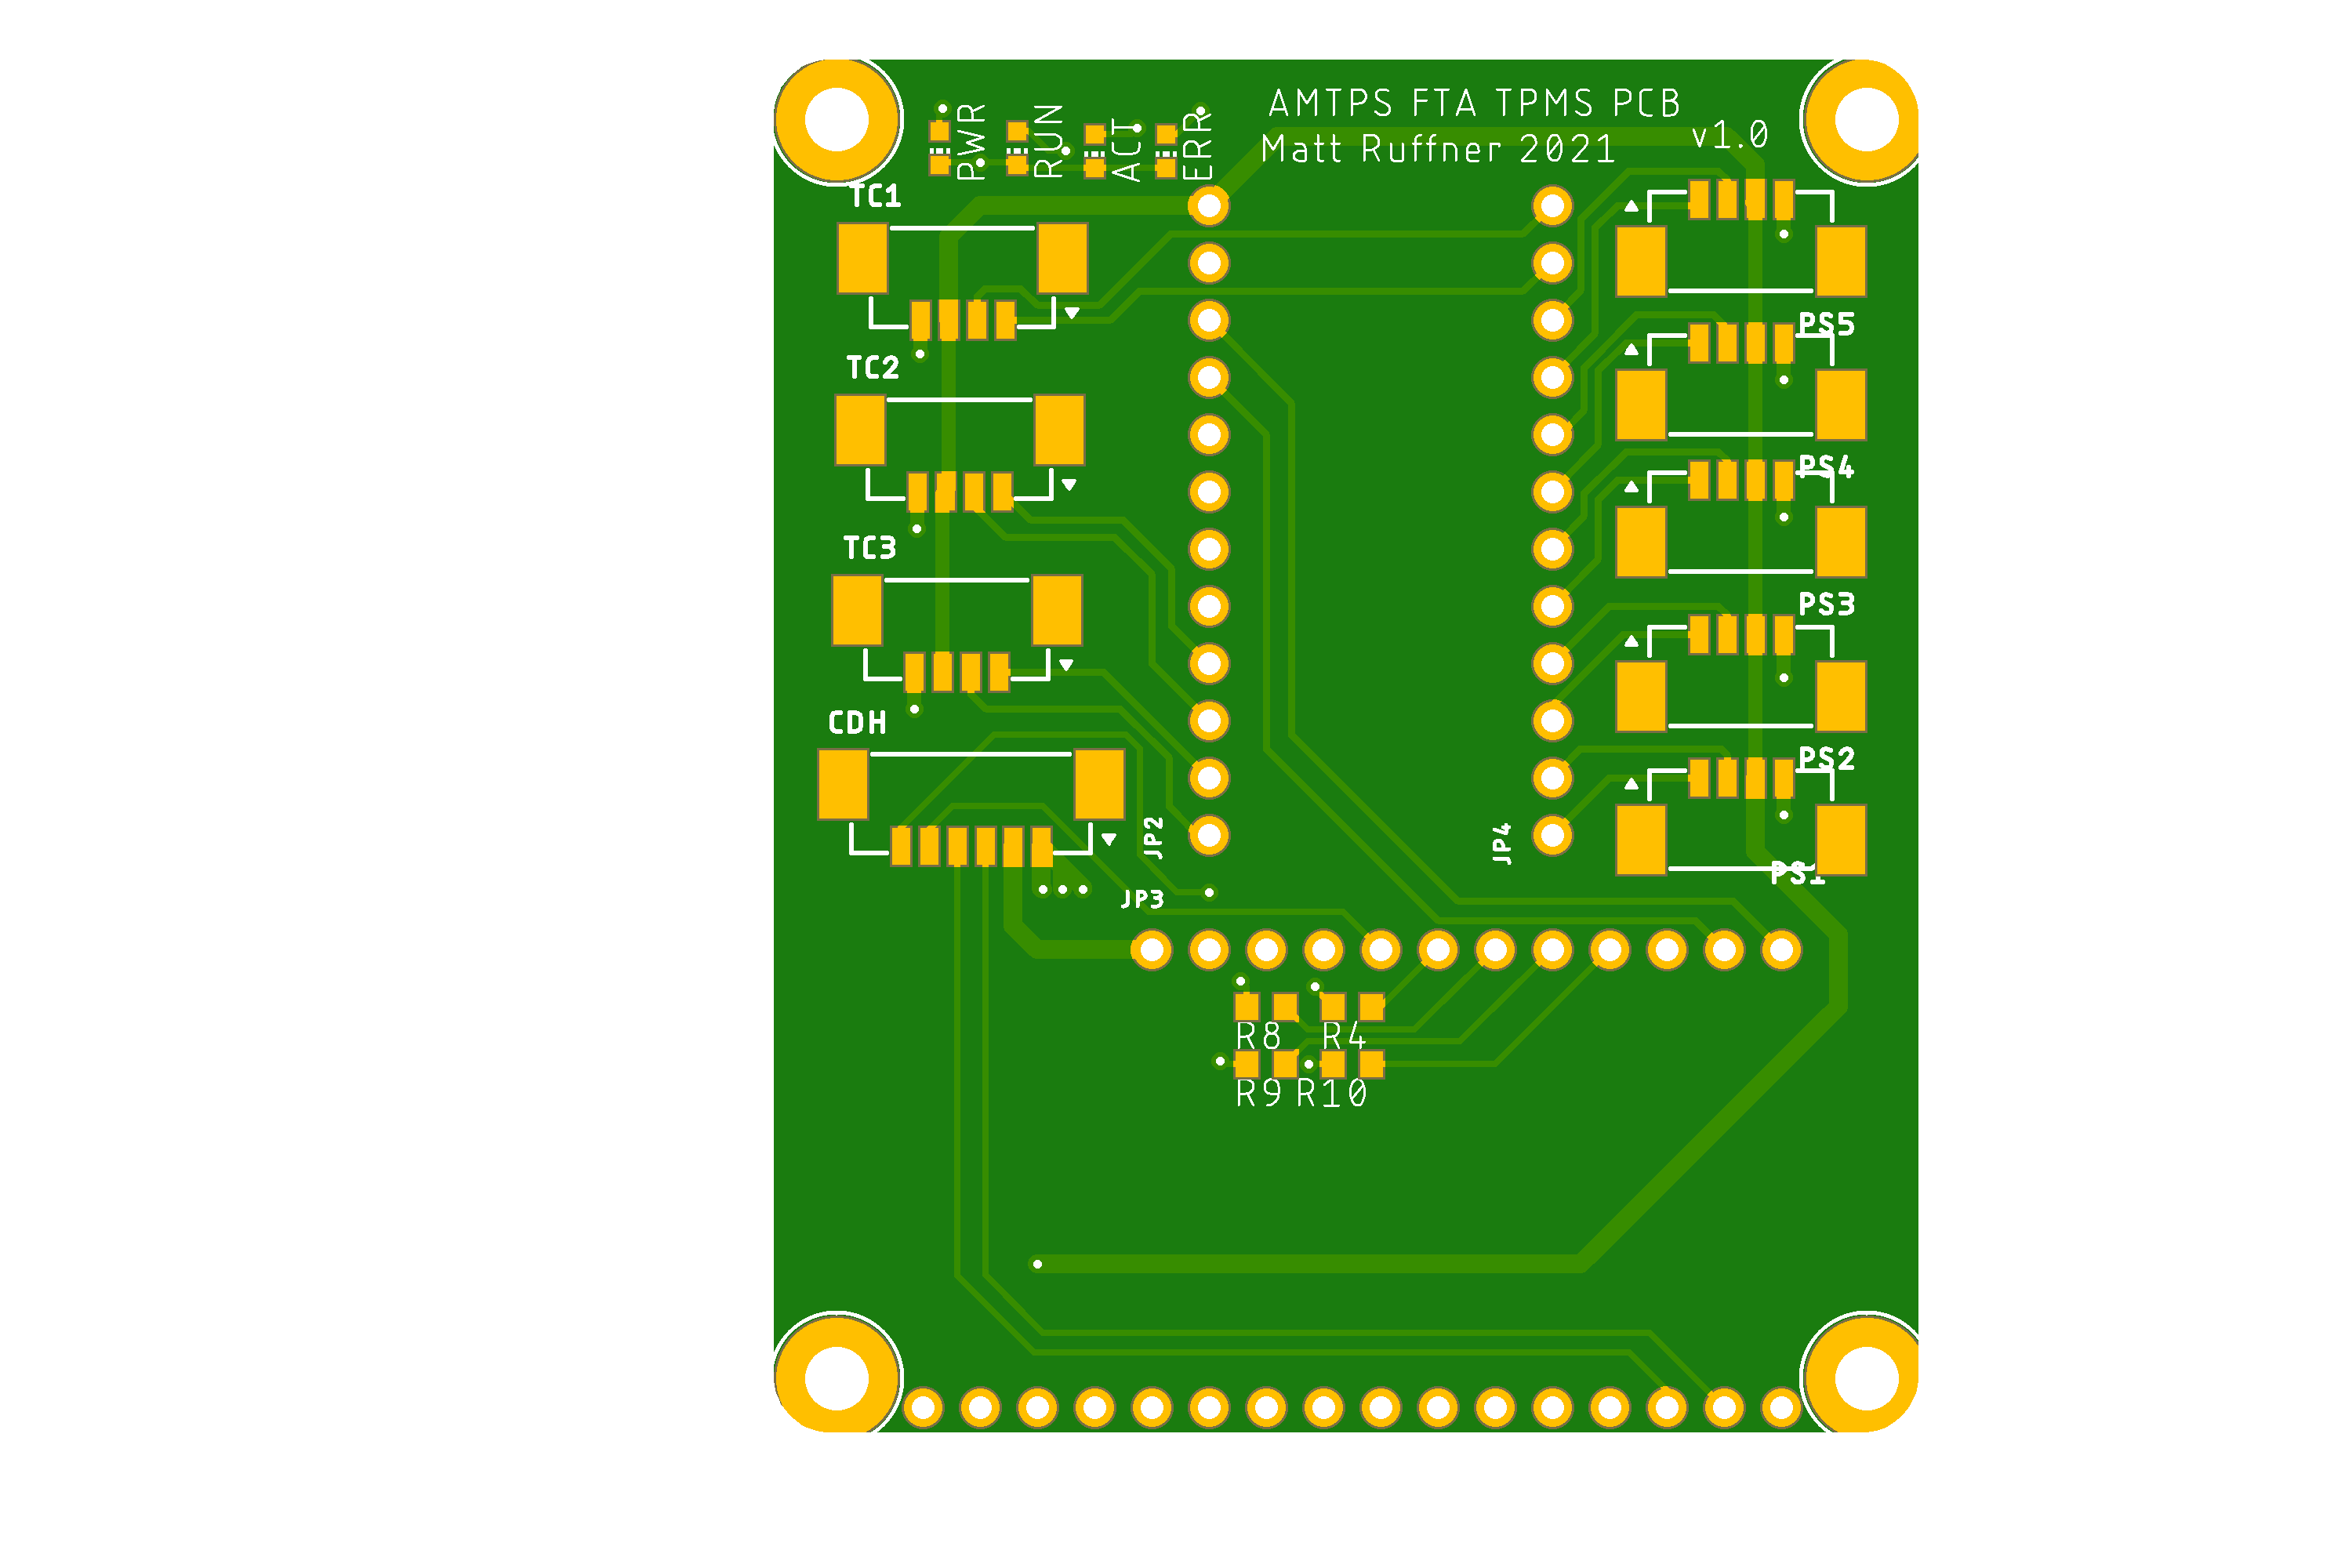 AMTPS FTA TPMS PCB
Matt Ruffner 2021
v1.0
PWR
RUN
ACT
ERR
TC1
TC2
TC3
CDH
PS5
PS4
PS3
PS2
PS1
JP2
JP4
JP3
R8 R4
R9 R10